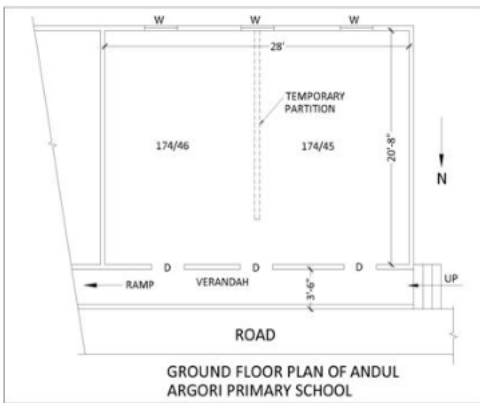 W W W
28'
TEMPORARY
PARTITION
174/46
174/45
20'-8"
N
D D D
RAMP
VERANDAH
3'-6"
UP
ROAD
GROUND FLOOR PLAN OF ANDUL
ARGORI PRIMARY SCHOOL